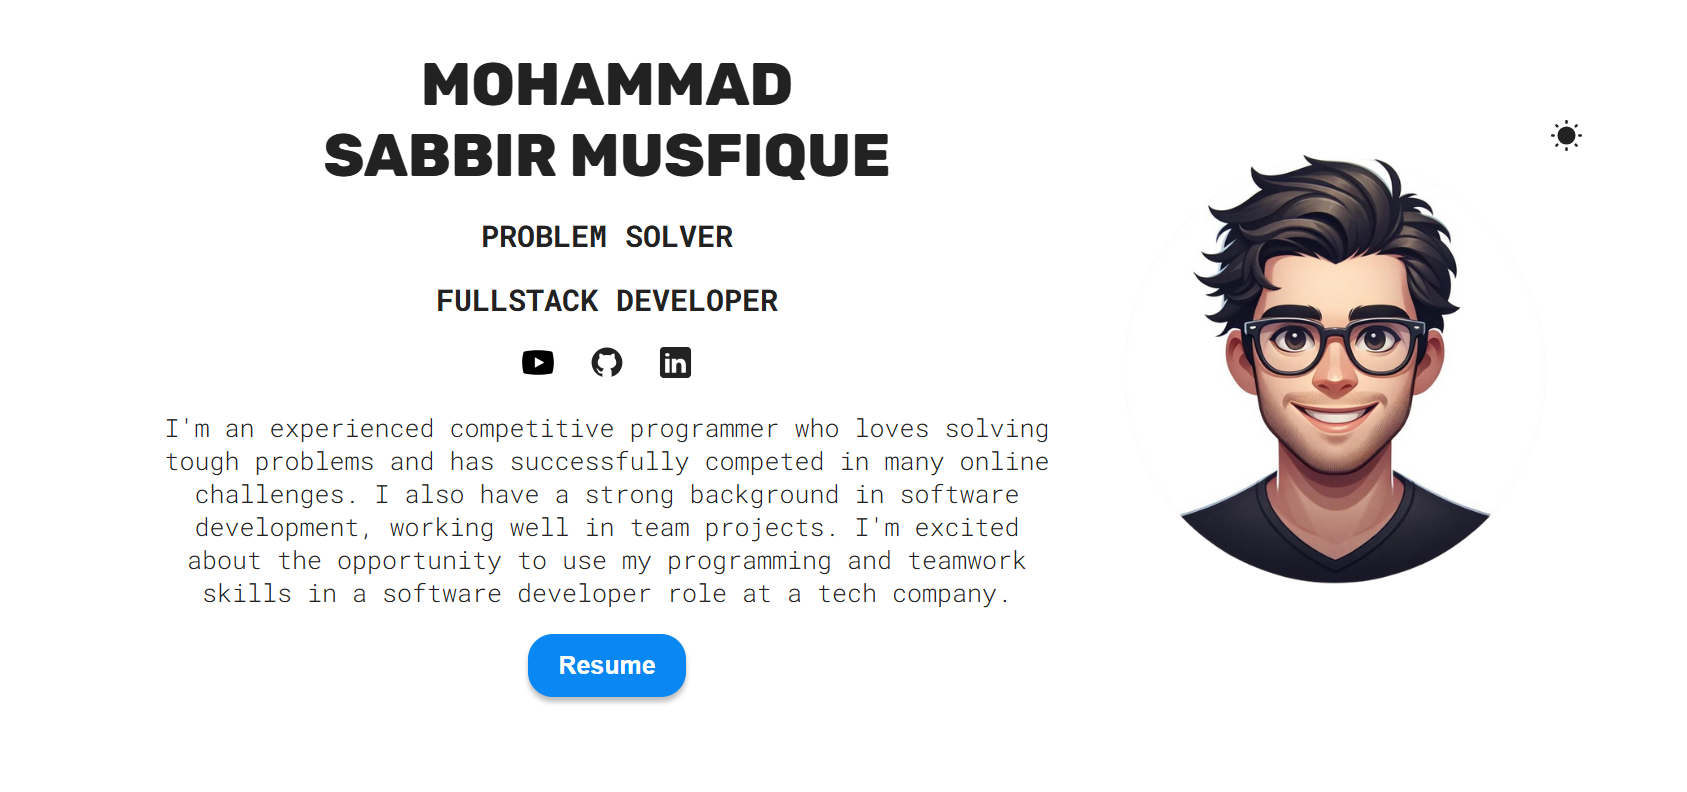 MOHAMMAD
SABBIR MUSFIQUE
PROBLEM SOLVER
FULLSTACK DEVELOPER
in
I'm an experienced competitive programmer who loves solving
tough problems and has successfully competed in many online
challenges. I also have a strong background in software
development, working well in team projects. I'm excited
about the opportunity to use my programming and teamwork
skills in a software developer role at a tech company.
Resume